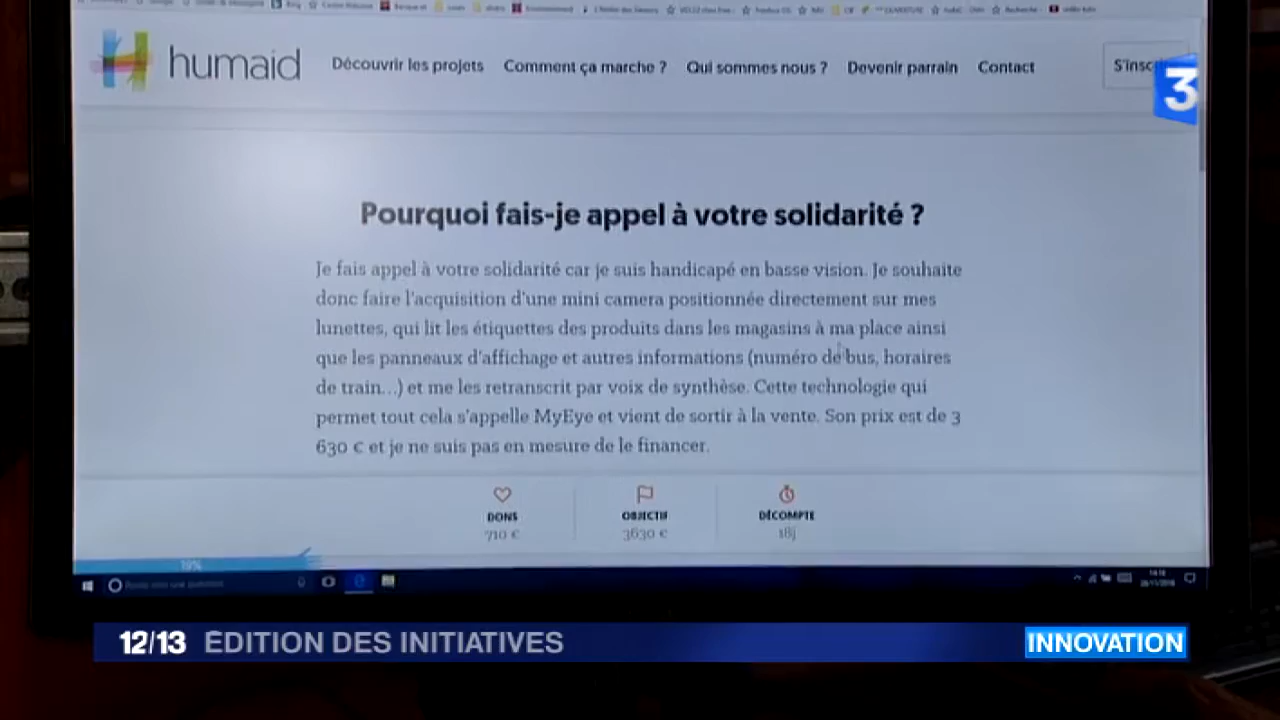 humaid
Découvrir les projets Comment ça marche ? Qui sommes nous ? Devenir parrain Contact
3
Pourquoi fais-je appel à votre solidarité ?
Je fais appel à votre solidarité car je suis handicapé en basse vision. Je souhaite
donc faire l'acquisition d'une mini camera positionnée directement sur mes
lunettes, qui lit les étiquettes des produits dans les magasins à ma place ainsi
que les panneaux d'affichage et autres informations (numéro de bus, horaires
de train...) et me les retranscrit par voix de synthèse. Cette technologie qui
permet tout cela s'appelle MyEye et vient de sortir à la vente. Son prix est de 3
630 € et je ne suis pas en mesure de le financer.
DONS OBJECTIF DÉCOMPTE
710 € 3630 € 18j
19%
12/13 ÉDITION DES INITIATIVES INNOVATION